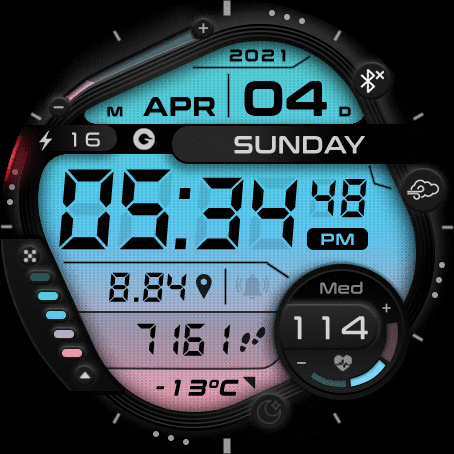 2021
M APR 04 D
16 G
SUNDAY
05:34 48
PM
8.84
Med
+
114
-
7161
-13°C